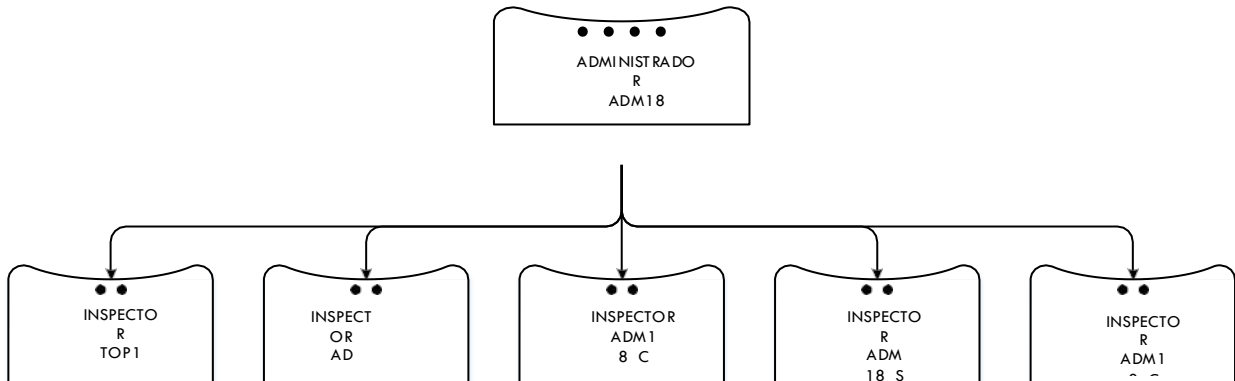 ADMINISTRADO
R
ADM18
INSPECTO
R
TOP1
INSPECT
OR
AD
INSPECTOR
ADM1
8 C
INSPECTO
R
ADM
18 S
INSPECTO
R
ADM1